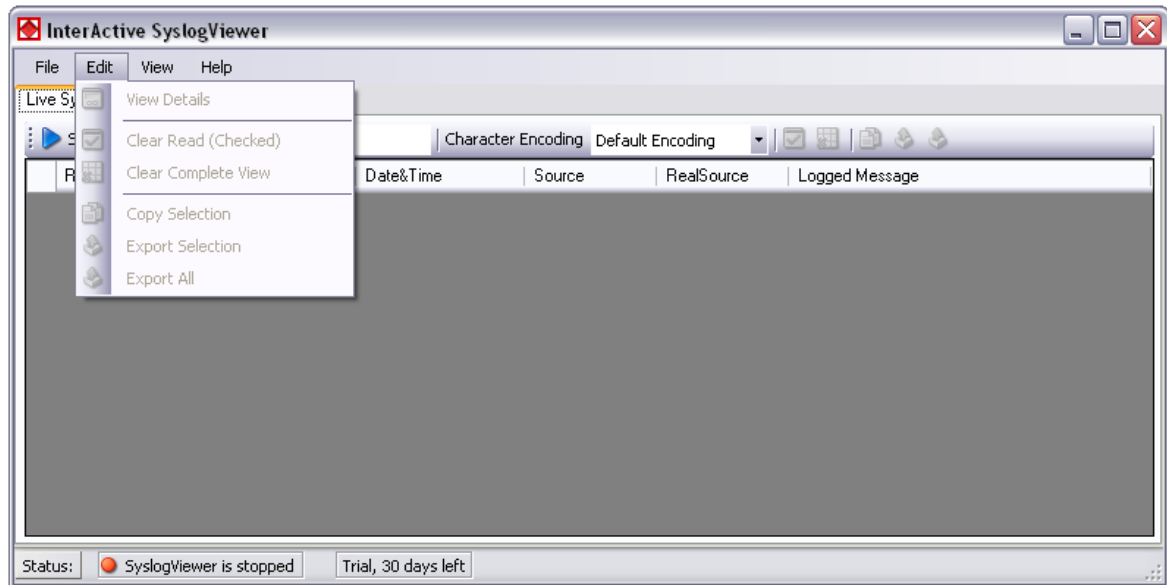 InterActive SyslogViewer
File Edit View Help
Live Sy
View Details
Clear Read (Checked)
Character Encoding Default Encoding
Clear Complete View
Date&Time Source RealSource Logged Message
Copy Selection
Export Selection
Export All
Status: SyslogViewer is stopped Trial, 30 days left